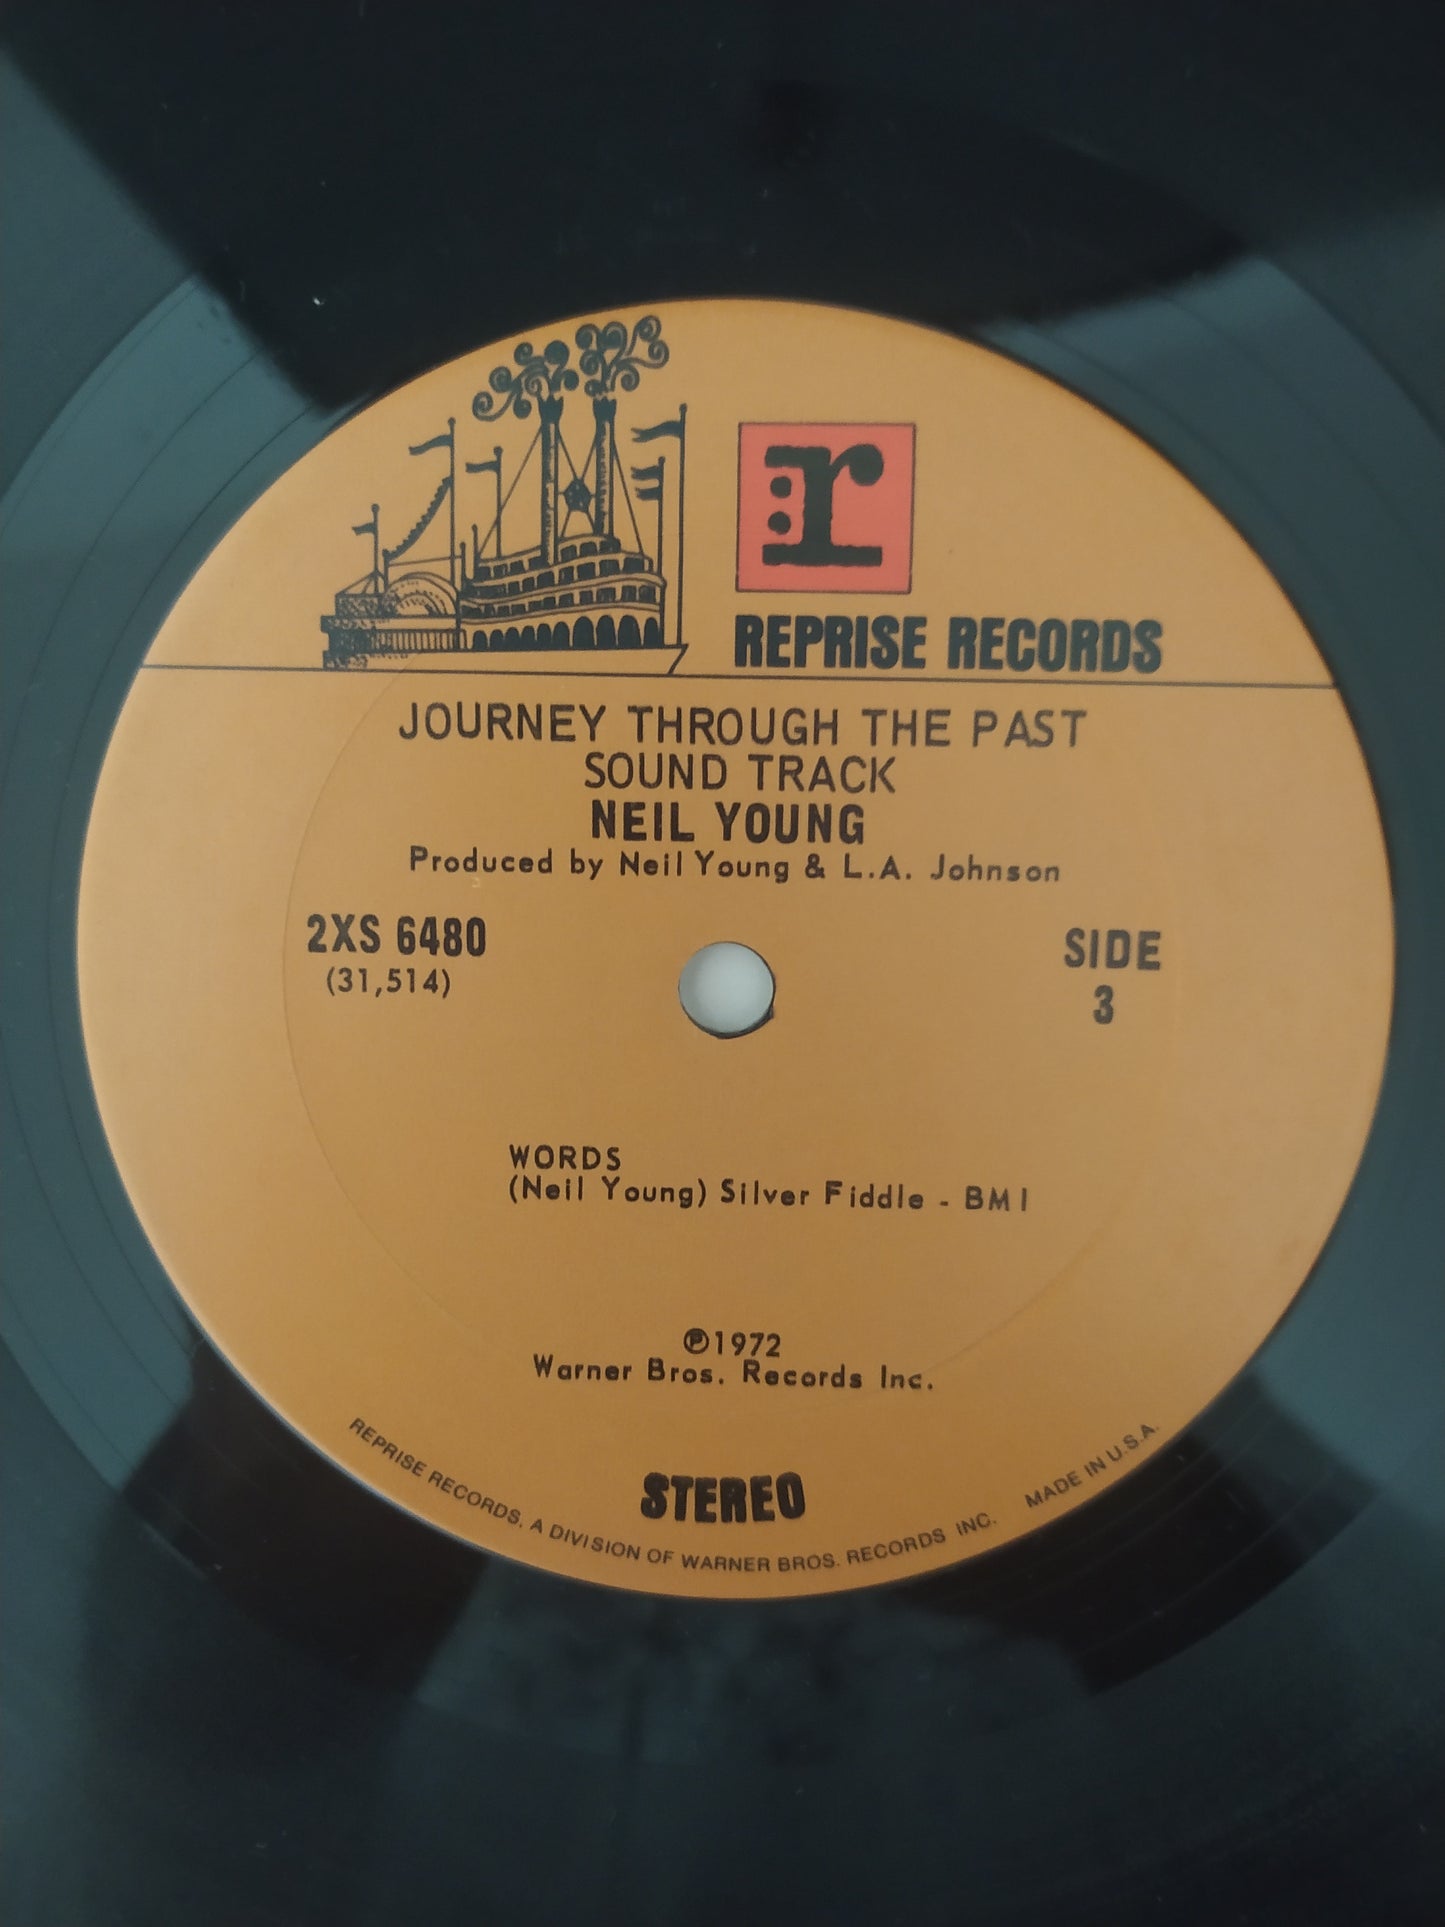 :r
REPRISE RECORDS
JOURNEY THROUGH THE PAST
SOUND TRACK
NEIL YOUNG
Produced by Neil Young & L.A. Johnson
2XS 6480
(31,514)
SIDE
3
WORDS
(Neil Young) Silver Fiddle - BMI
℗1972
Warner Bros. Records Inc.
STEREO
REPRISE RECORDS, A DIVISION OF WARNER BROS. RECORDS INC. MADE IN U.S.A.